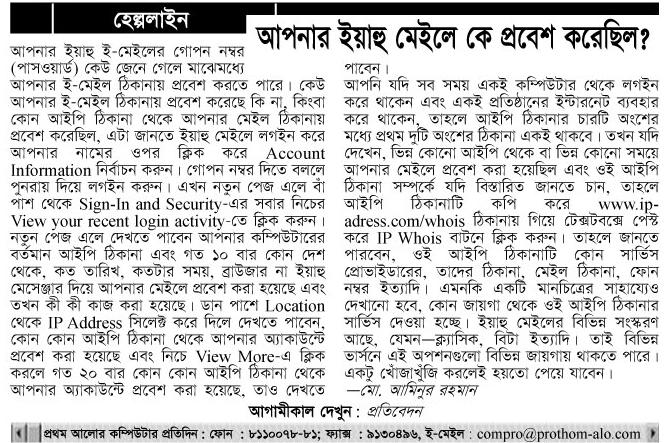 হেল্পলাইন
আপনার ইয়াহু মেইলে কে প্রবেশ করেছিল?
আপনার ইয়াহু ই-মেইলের গোপন নম্বর
(পাসওয়ার্ড) কেউ জেনে গেলে মাঝেমধ্যে
আপনার ই-মেইল ঠিকানায় প্রবেশ করতে পারে। কেউ
আপনার ই-মেইল ঠিকানায় প্রবেশ করেছে কি না, কিংবা
কোন আইপি ঠিকানা থেকে আপনার মেইল ঠিকানায়
প্রবেশ করেছিল, এটা জানতে ইয়াহু মেইলে লগইন করে
আপনার নামের ওপর ক্লিক করে Account
Information নির্বাচন করুন। গোপন নম্বর দিতে বললে
পুনরায় দিয়ে লগইন করুন। এখন নতুন পেজ এলে বাঁ
পাশ থেকে Sign-In and Security-এর সবার নিচের
View your recent login activity-তে ক্লিক করুন।
নতুন পেজ এলে দেখতে পাবেন আপনার কম্পিউটারের
বর্তমান আইপি ঠিকানা এবং গত ১০ বার কোন দেশ
থেকে, কত তারিখ, কতটার সময়, ব্রাউজার না ইয়াহু
মেসেঞ্জার দিয়ে আপনার মেইলে প্রবেশ করা হয়েছে এবং
তখন কী কী কাজ করা হয়েছে। ডান পাশে Location
থেকে IP Address সিলেক্ট করে দিলে দেখতে পাবেন,
কোন কোন আইপি ঠিকানা থেকে আপনার অ্যাকাউন্টে
প্রবেশ করা হয়েছে এবং নিচে View More-এ ক্লিক
করলে গত ২০ বার কোন কোন আইপি ঠিকানা থেকে
আপনার অ্যাকাউন্টে প্রবেশ করা হয়েছে, তাও দেখতে
পাবেন।
আপনি যদি সব সময় একই কম্পিউটার থেকে লগইন
করে থাকেন এবং একই প্রতিষ্ঠানের ইন্টারনেট ব্যবহার
করে থাকেন, তাহলে আইপি ঠিকানার চারটি অংশের
মধ্যে প্রথম দুটি অংশের ঠিকানা একই থাকবে। তখন যদি
দেখেন, ভিন্ন কোনো আইপি থেকে বা ভিন্ন কোনো সময়ে
আপনার মেইলে প্রবেশ করা হয়েছিল এবং ওই আইপি
ঠিকানা সম্পর্কে যদি বিস্তারিত জানতে চান, তাহলে
আইপি ঠিকানাটি কপি করে www.ip-
adress.com/whois ঠিকানায় গিয়ে টেক্সটবক্সে পেস্ট
করে IP Whois বাটনে ক্লিক করুন। তাহলে জানতে
পারবেন, ওই আইপি ঠিকানাটি কোন সার্ভিস
প্রোভাইডারের, তাদের ঠিকানা, মেইল ঠিকানা, ফোন
নম্বর ইত্যাদি। এমনকি একটি মানচিত্রের সাহায্যেও
দেখানো হবে, কোন জায়গা থেকে ওই আইপি ঠিকানার
সার্ভিস দেওয়া হচ্ছে। ইয়াহু মেইলের বিভিন্ন সংস্করণ
আছে, যেমন—ক্ল্যাসিক, বিটা ইত্যাদি। তাই বিভিন্ন
ভার্সনে এই অপশনগুলো বিভিন্ন জায়গায় থাকতে পারে।
একটু খোঁজাখুঁজি করলেই হয়তো পেয়ে যাবেন।
—মো. আমিনুর রহমান
আগামীকাল দেখুন : প্রতিবেদন
প্রথম আলোর কম্পিউটার প্রতিদিন : ফোন : ৮১১০০৭৮-৮১; ফ্যাক্স : ৯১৩০৪৯৬, ই-মেইল : compro@prothom-alo.com